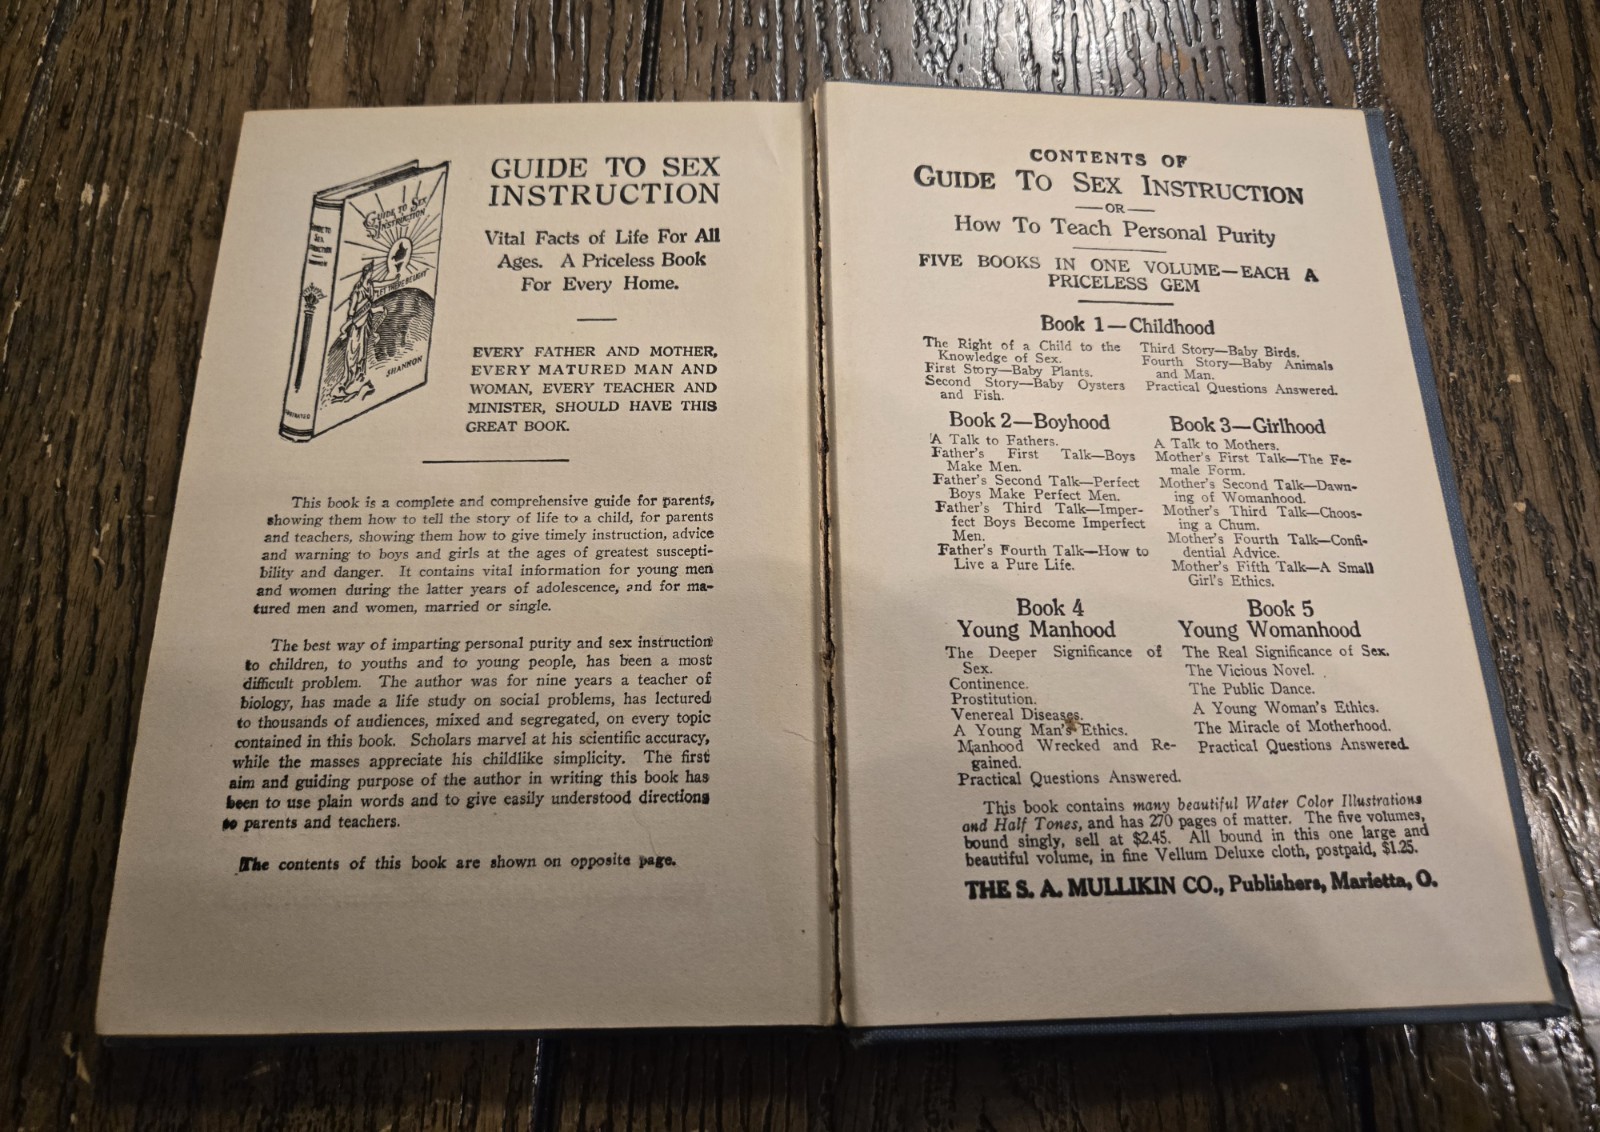 GUIDE TO SEX
INSTRUCTION
SHANNON
GUIDE TO SEX
INSTRUCTION
"LET THERE BE LIGHT"
SHANNON
GUIDE TO SEX
INSTRUCTION
Vital Facts of Life For All
Ages. A Priceless Book
For Every Home.
EVERY FATHER AND MOTHER,
EVERY MATURED MAN AND
WOMAN, EVERY TEACHER AND
MINISTER, SHOULD HAVE THIS
GREAT BOOK.
This book is a complete and comprehensive guide for parents,
showing them how to tell the story of life to a child, for parents
and teachers, showing them how to give timely instruction, advice
and warning to boys and girls at the ages of greatest suscepti-
bility and danger. It contains vital information for young men
and women during the latter years of adolescence, and for ma-
tured men and women, married or single.
The best way of imparting personal purity and sex instruction
to children, to youths and to young people, has been a most
difficult problem. The author was for nine years a teacher of
biology, has made a life study on social problems, has lectured
to thousands of audiences, mixed and segregated, on every topic
contained in this book. Scholars marvel at his scientific accuracy,
while the masses appreciate his childlike simplicity. The first
aim and guiding purpose of the author in writing this book has
been to use plain words and to give easily understood directions
to parents and teachers.
The contents of this book are shown on opposite page.
CONTENTS OF
GUIDE TO SEX INSTRUCTION
—OR—
How To Teach Personal Purity
FIVE BOOKS IN ONE VOLUME—EACH A
PRICELESS GEM
Book 1—Childhood
The Right of a Child to the
Knowledge of Sex.
First Story—Baby Plants.
Second Story—Baby Oysters
and Fish.
Third Story—Baby Birds.
Fourth Story—Baby Animals
and Man.
Practical Questions Answered.
Book 2—Boyhood
A Talk to Fathers.
Father's First Talk—Boys
Make Men.
Father's Second Talk—Perfect
Boys Make Perfect Men.
Father's Third Talk—Imper-
fect Boys Become Imperfect
Men.
Father's Fourth Talk—How to
Live a Pure Life.
Book 3—Girlhood
A Talk to Mothers.
Mother's First Talk—The Fe-
male Form.
Mother's Second Talk—Dawn-
ing of Womanhood.
Mother's Third Talk—Choos-
ing a Chum.
Mother's Fourth Talk—Confi-
dential Advice.
Mother's Fifth Talk—A Small
Girl's Ethics.
Book 4
Young Manhood
The Deeper Significance of
Sex.
Continence.
Prostitution.
Venereal Diseases.
A Young Man's Ethics.
Manhood Wrecked and Re-
gained.
Practical Questions Answered.
Book 5
Young Womanhood
The Real Significance of Sex.
The Vicious Novel.
The Public Dance.
A Young Woman's Ethics.
The Miracle of Motherhood.
Practical Questions Answered.
This book contains many beautiful Water Color Illustrations
and Half Tones, and has 270 pages of matter. The five volumes,
bound singly, sell at $2.45. All bound in this one large and
beautiful volume, in fine Vellum Deluxe cloth, postpaid, $1.25.
THE S. A. MULLIKIN CO., Publishers, Marietta, O.